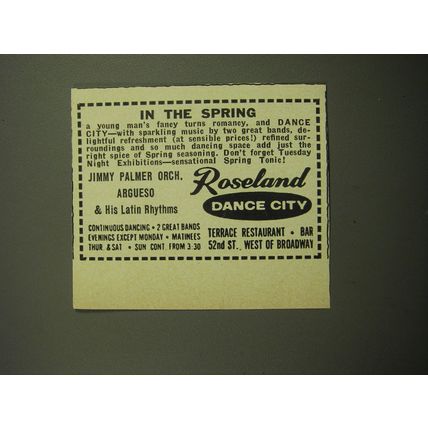 IN THE SPRING
a young man's fancy turns romancy, and DANCE
CITY—with sparkling music by two great bands, de-
lightful refreshment (at sensible prices!) refined sur-
roundings and so much dancing space add just the
right spice of Spring seasoning. Don't forget Tuesday
Night Exhibitions—sensational Spring Tonic!
JIMMY PALMER ORCH.
ARGUESO
& His Latin Rhythms
Roseland
DANCE CITY
CONTINUOUS DANCING • 2 GREAT BANDS
EVENINGS EXCEPT MONDAY • MATINEES
THUR. & SAT • SUN CONT. FROM 3:30
TERRACE RESTAURANT • BAR
52nd ST., WEST OF BROADWAY